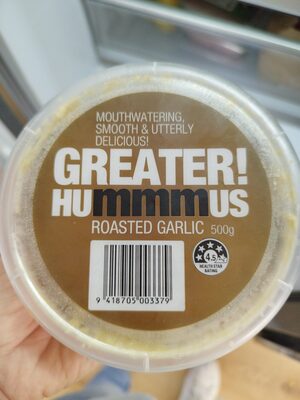 MOUTHWATERING,
SMOOTH & UTTERLY
DELICIOUS!
GREATER!
HUmmmUS
ROASTED GARLIC 500g
4.5
HEALTH STAR
RATING
9 418705 003379